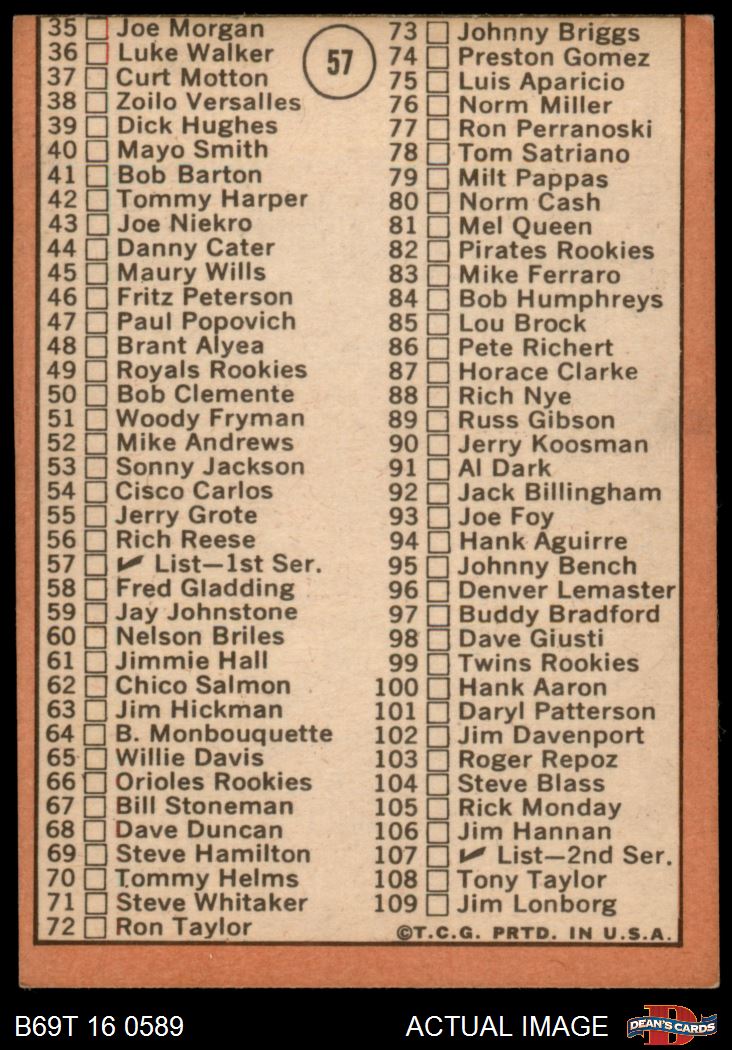 35 Joe Morgan
36 Luke Walker
37 Curt Motton
38 Zoilo Versalles
39 Dick Hughes
40 Mayo Smith
41 Bob Barton
42 Tommy Harper
43 Joe Niekro
44 Danny Cater
45 Maury Wills
46 Fritz Peterson
47 Paul Popovich
48 Brant Alyea
49 Royals Rookies
50 Bob Clemente
51 Woody Fryman
52 Mike Andrews
53 Sonny Jackson
54 Cisco Carlos
55 Jerry Grote
56 Rich Reese
57 ✔ List—1st Ser.
58 Fred Gladding
59 Jay Johnstone
60 Nelson Briles
61 Jimmie Hall
62 Chico Salmon
63 Jim Hickman
64 B. Monbouquette
65 Willie Davis
66 Orioles Rookies
67 Bill Stoneman
68 Dave Duncan
69 Steve Hamilton
70 Tommy Helms
71 Steve Whitaker
72 Ron Taylor
57
73 Johnny Briggs
74 Preston Gomez
75 Luis Aparicio
76 Norm Miller
77 Ron Perranoski
78 Tom Satriano
79 Milt Pappas
80 Norm Cash
81 Mel Queen
82 Pirates Rookies
83 Mike Ferraro
84 Bob Humphreys
85 Lou Brock
86 Pete Richert
87 Horace Clarke
88 Rich Nye
89 Russ Gibson
90 Jerry Koosman
91 Al Dark
92 Jack Billingham
93 Joe Foy
94 Hank Aguirre
95 Johnny Bench
96 Denver Lemaster
97 Buddy Bradford
98 Dave Giusti
99 Twins Rookies
100 Hank Aaron
101 Daryl Patterson
102 Jim Davenport
103 Roger Repoz
104 Steve Blass
105 Rick Monday
106 Jim Hannan
107 ✔ List—2nd Ser.
108 Tony Taylor
109 Jim Lonborg
©T.C.G. PRTD. IN U.S.A.
B69T 16 0589
ACTUAL IMAGE
D
DEAN'S CARDS